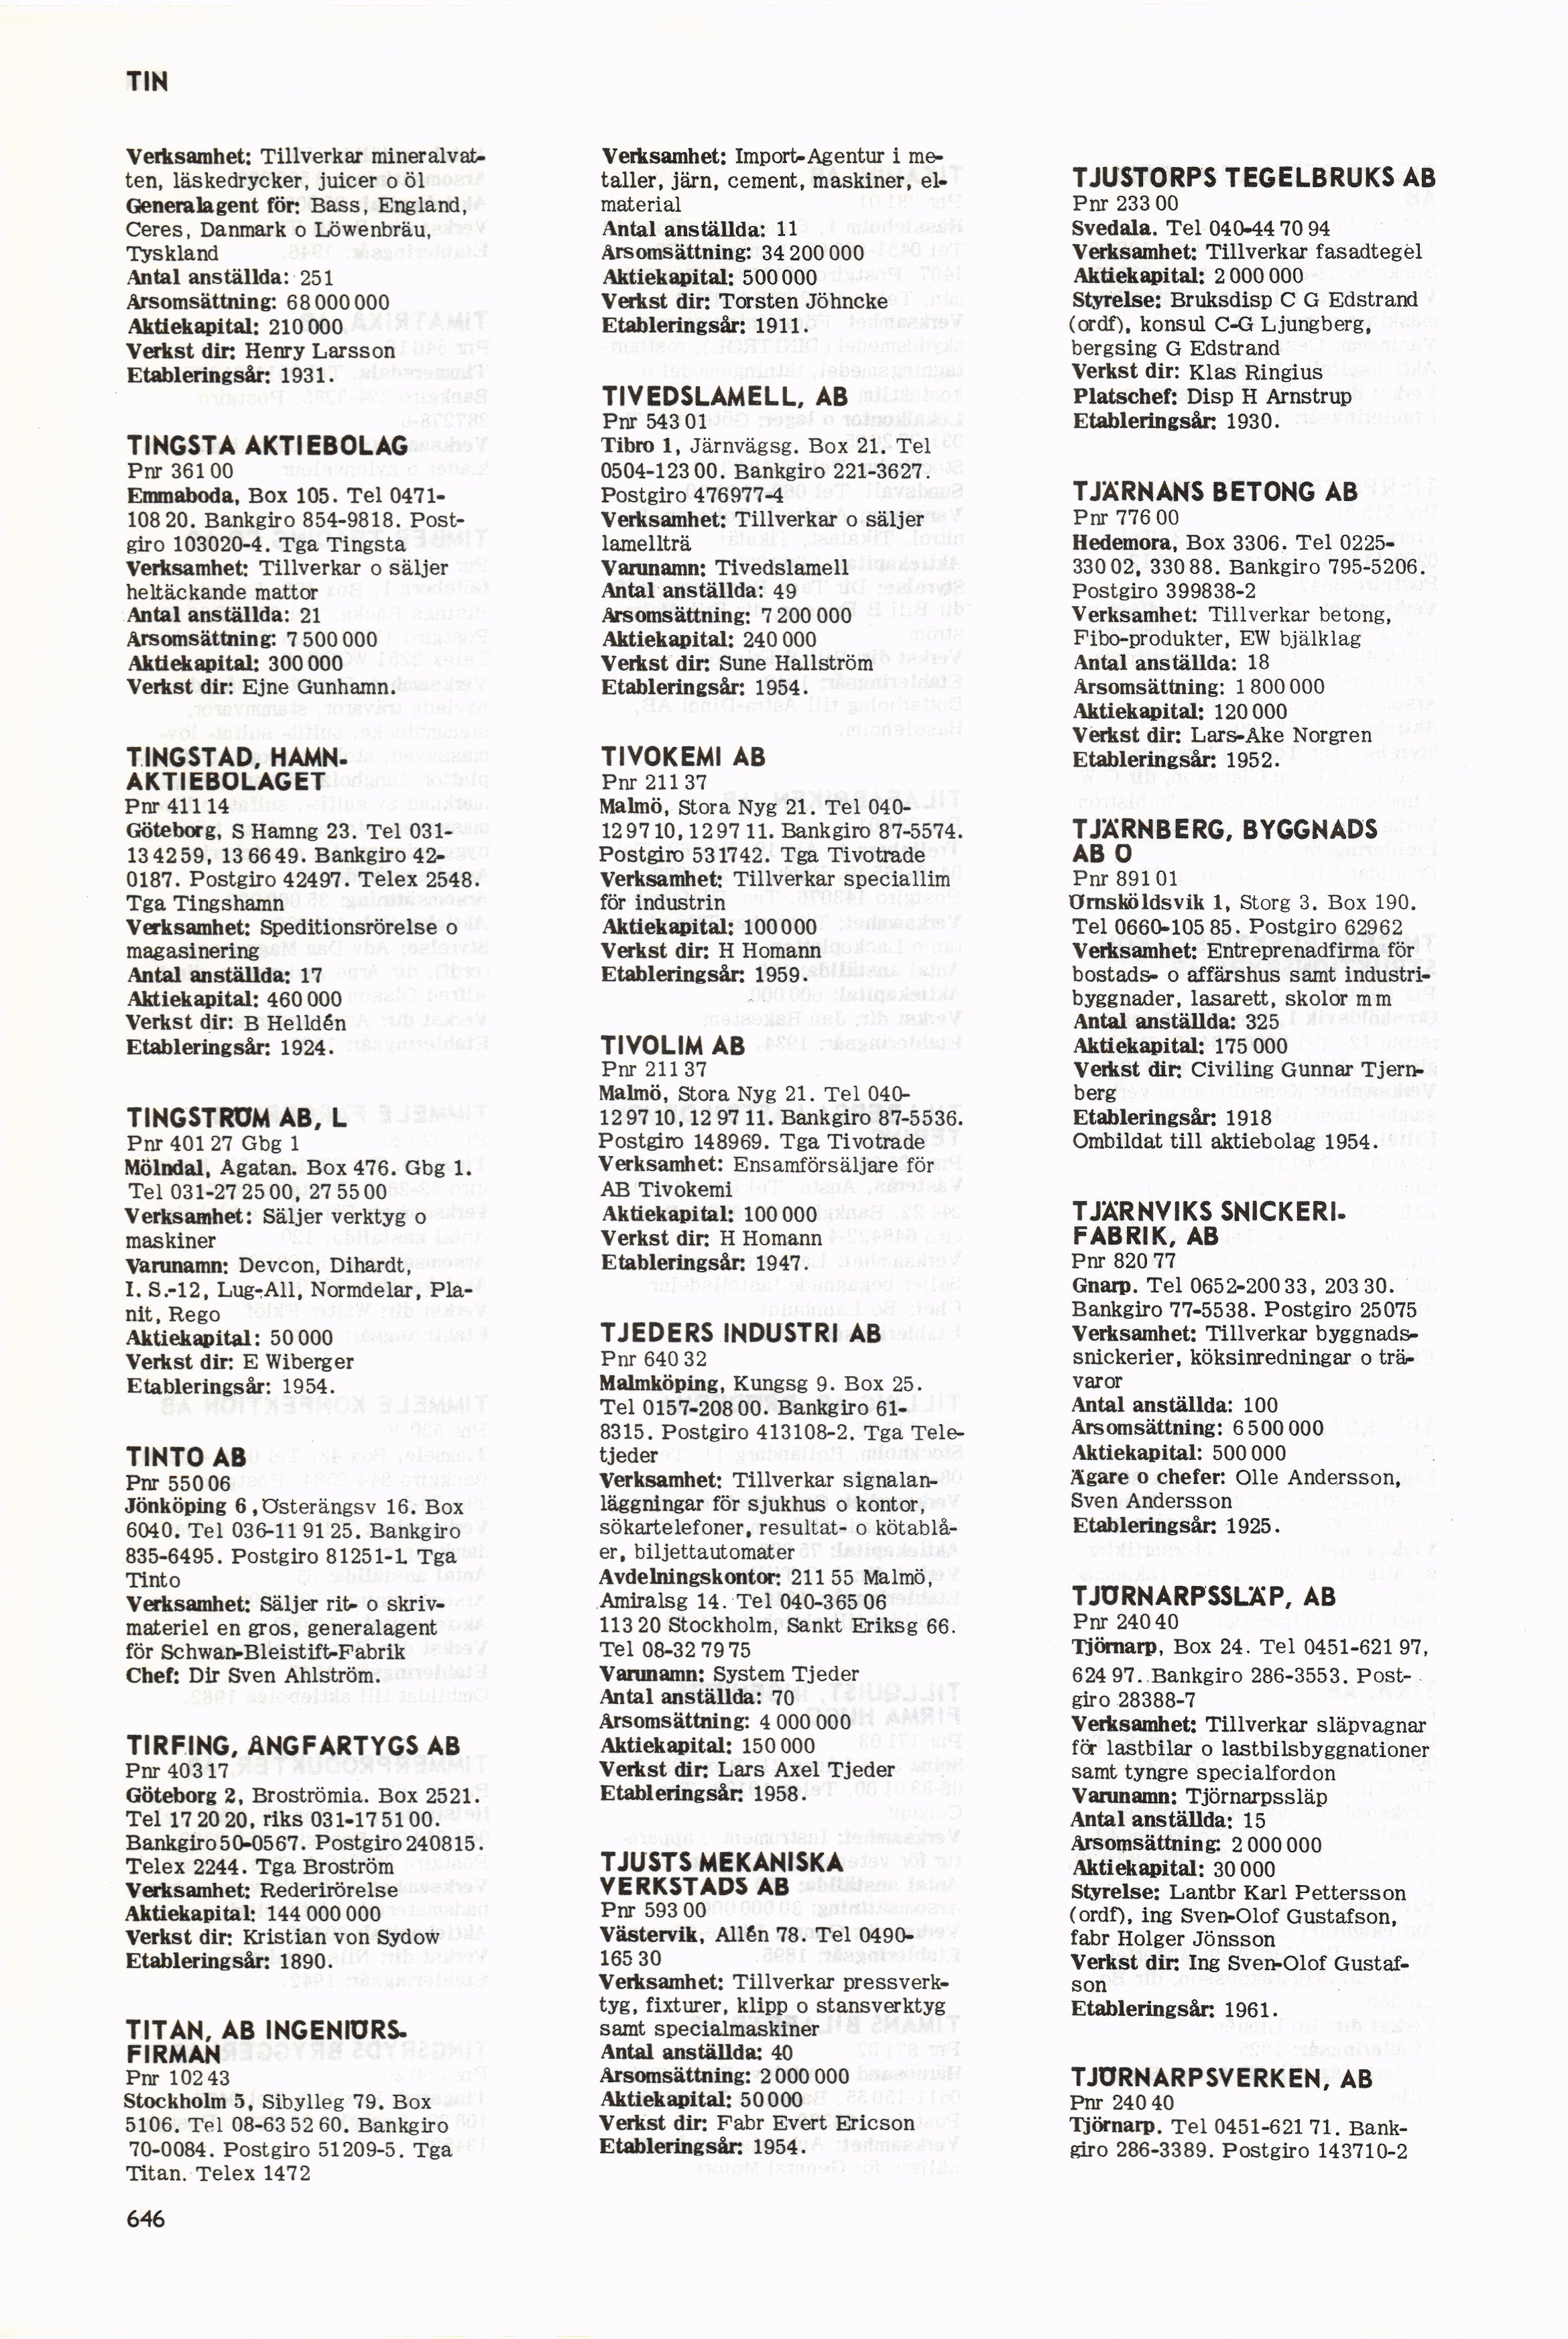 TIN
Verksamhet: Tillverkar mineralvat-
ten, läskedrycker, juicer o öl
Generalagent för: Bass, England,
Ceres, Danmark o Löwenbräu,
Tyskland
Antal anställda: 251
Årsomsättning: 68 000 000
Aktiekapital: 210 000
Verkst dir: Henry Larsson
Etableringsår: 1931.
TINGSTA AKTIEBOLAG
Pnr 361 00
Emmaboda, Box 105. Tel 0471-
108 20. Bankgiro 854-9818. Post-
giro 103020-4. Tga Tingsta
Verksamhet: Tillverkar o säljer
heltäckande mattor
Antal anställda: 21
Årsomsättning: 7 500 000
Aktiekapital: 300 000
Verkst dir: Ejne Gunhamn.
TINGSTAD, HAMN-
AKTIEBOLAGET
Pnr 411 14
Göteborg, S Hamng 23. Tel 031-
13 42 59, 13 66 49. Bankgiro 42-
0187. Postgiro 42497. Telex 2548.
Tga Tingshamn
Verksamhet: Speditionsrörelse o
magasinering
Antal anställda: 17
Aktiekapital: 460 000
Verkst dir: B Helldén
Etableringsår: 1924.
TINGSTRÖM AB, L
Pnr 401 27 Gbg 1
Mölndal, Ågatan. Box 476. Gbg 1.
Tel 031-27 25 00, 27 55 00
Verksamhet: Säljer verktyg o
maskiner
Varunamn: Devcon, Dihardt,
I. S.-12, Lug-All, Normdelar, Pla-
nit, Rego
Aktiekapital: 50 000
Verkst dir: E Wiberger
Etableringsår: 1954.
TINTO AB
Pnr 550 06
Jönköping 6, Österängsv 16. Box
6040. Tel 036-11 91 25. Bankgiro
835-6495. Postgiro 81251-1. Tga
Tinto
Verksamhet: Säljer rit- o skriv-
materiel en gros, generalagent
för Schwan-Bleistift-Fabrik
Chef: Dir Sven Ahlström.
TIRFING, ÅNGFARTYGS AB
Pnr 403 17
Göteborg 2, Broströmia. Box 2521.
Tel 17 20 20, riks 031-17 51 00.
Bankgiro 50-0567. Postgiro 240815.
Telex 2244. Tga Broström
Verksamhet: Rederirörelse
Aktiekapital: 144 000 000
Verkst dir: Kristian von Sydow
Etableringsår: 1890.
TITAN, AB INGENIÖRS-
FIRMAN
Pnr 102 43
Stockholm 5, Sibylleg 79. Box
5106. Tel 08-63 52 60. Bankgiro
70-0084. Postgiro 51209-5. Tga
Titan. Telex 1472
646
Verksamhet: Import-Agentur i me-
taller, järn, cement, maskiner, el-
material
Antal anställda: 11
Årsomsättning: 34 200 000
Aktiekapital: 500 000
Verkst dir: Torsten Jöhncke
Etableringsår: 1911.
TIVEDSLAMELL, AB
Pnr 543 01
Tibro 1, Järnvägsg. Box 21. Tel
0504-123 00. Bankgiro 221-3627.
Postgiro 476977-4
Verksamhet: Tillverkar o säljer
lamellträ
Varunamn: Tivedslamell
Antal anställda: 49
Årsomsättning: 7 200 000
Aktiekapital: 240 000
Verkst dir: Sune Hallström
Etableringsår: 1954.
TIVOKEMI AB
Pnr 211 37
Malmö, Stora Nyg 21. Tel 040-
12 97 10, 12 97 11. Bankgiro 87-5574.
Postgiro 531742. Tga Tivotrade
Verksamhet: Tillverkar speciallim
för industrin
Aktiekapital: 100 000
Verkst dir: H Homann
Etableringsår: 1959.
TIVOLIM AB
Pnr 211 37
Malmö, Stora Nyg 21. Tel 040-
12 97 10, 12 97 11. Bankgiro 87-5536.
Postgiro 148969. Tga Tivotrade
Verksamhet: Ensamförsäljare för
AB Tivokemi
Aktiekapital: 100 000
Verkst dir: H Homann
Etableringsår: 1947.
TJEDERS INDUSTRI AB
Pnr 640 32
Malmköping, Kungsg 9. Box 25.
Tel 0157-208 00. Bankgiro 61-
8315. Postgiro 413108-2. Tga Tele-
tjeder
Verksamhet: Tillverkar signalan-
läggningar för sjukhus o kontor,
sökartelefoner, resultat- o kötablå-
er, biljettautomater
Avdelningskontor: 211 55 Malmö,
Amiralsg 14. Tel 040-365 06
113 20 Stockholm, Sankt Eriksg 66.
Tel 08-32 79 75
Varunamn: System Tjeder
Antal anställda: 70
Årsomsättning: 4 000 000
Aktiekapital: 150 000
Verkst dir: Lars Axel Tjeder
Etableringsår: 1958.
TJUSTS MEKANISKA
VERKSTADS AB
Pnr 593 00
Västervik, Allén 78. Tel 0490-
165 30
Verksamhet: Tillverkar pressverk-
tyg, fixturer, klipp o stansverktyg
samt specialmaskiner
Antal anställda: 40
Årsomsättning: 2 000 000
Aktiekapital: 50 000
Verkst dir: Fabr Evert Ericson
Etableringsår: 1954.
TJUSTORPS TEGELBRUKS AB
Pnr 233 00
Svedala. Tel 040-44 70 94
Verksamhet: Tillverkar fasadtegel
Aktiekapital: 2 000 000
Styrelse: Bruksdisp C G Edstrand
(ordf), konsul C-G Ljungberg,
bergsing G Edstrand
Verkst dir: Klas Ringius
Platschef: Disp H Arnstrup
Etableringsår: 1930.
TJÄRNANS BETONG AB
Pnr 776 00
Hedemora, Box 3306. Tel 0225-
330 02, 330 88. Bankgiro 795-5206.
Postgiro 399838-2
Verksamhet: Tillverkar betong,
Fibo-produkter, EW bjälklag
Antal anställda: 18
Årsomsättning: 1 800 000
Aktiekapital: 120 000
Verkst dir: Lars-Åke Norgren
Etableringsår: 1952.
TJÄRNBERG, BYGGNADS
AB O
Pnr 891 01
Örnsköldsvik 1, Storg 3. Box 190.
Tel 0660-105 85. Postgiro 62962
Verksamhet: Entreprenadfirma för
bostads- o affärshus samt industri-
byggnader, lasarett, skolor m m
Antal anställda: 325
Aktiekapital: 175 000
Verkst dir: Civiling Gunnar Tjern-
berg
Etableringsår: 1918
Ombildat till aktiebolag 1954.
TJÄRNVIKS SNICKERI-
FABRIK, AB
Pnr 820 77
Gnarp. Tel 0652-200 33, 203 30.
Bankgiro 77-5538. Postgiro 25075
Verksamhet: Tillverkar byggnads-
snickerier, köksinredningar o trä-
varor
Antal anställda: 100
Årsomsättning: 6 500 000
Aktiekapital: 500 000
Ägare o chefer: Olle Andersson,
Sven Andersson
Etableringsår: 1925.
TJÖRNARPSSLÄP, AB
Pnr 240 40
Tjörnarp, Box 24. Tel 0451-621 97,
624 97. Bankgiro 286-3553. Post-
giro 28388-7
Verksamhet: Tillverkar släpvagnar
för lastbilar o lastbilsbyggnationer
samt tyngre specialfordon
Varunamn: Tjörnarpssläp
Antal anställda: 15
Årsomsättning: 2 000 000
Aktiekapital: 30 000
Styrelse: Lantbr Karl Pettersson
(ordf), ing Sven-Olof Gustafson,
fabr Holger Jönsson
Verkst dir: Ing Sven-Olof Gustaf-
son
Etableringsår: 1961.
TJÖRNARPSVERKEN, AB
Pnr 240 40
Tjörnarp. Tel 0451-621 71. Bank-
giro 286-3389. Postgiro 143710-2